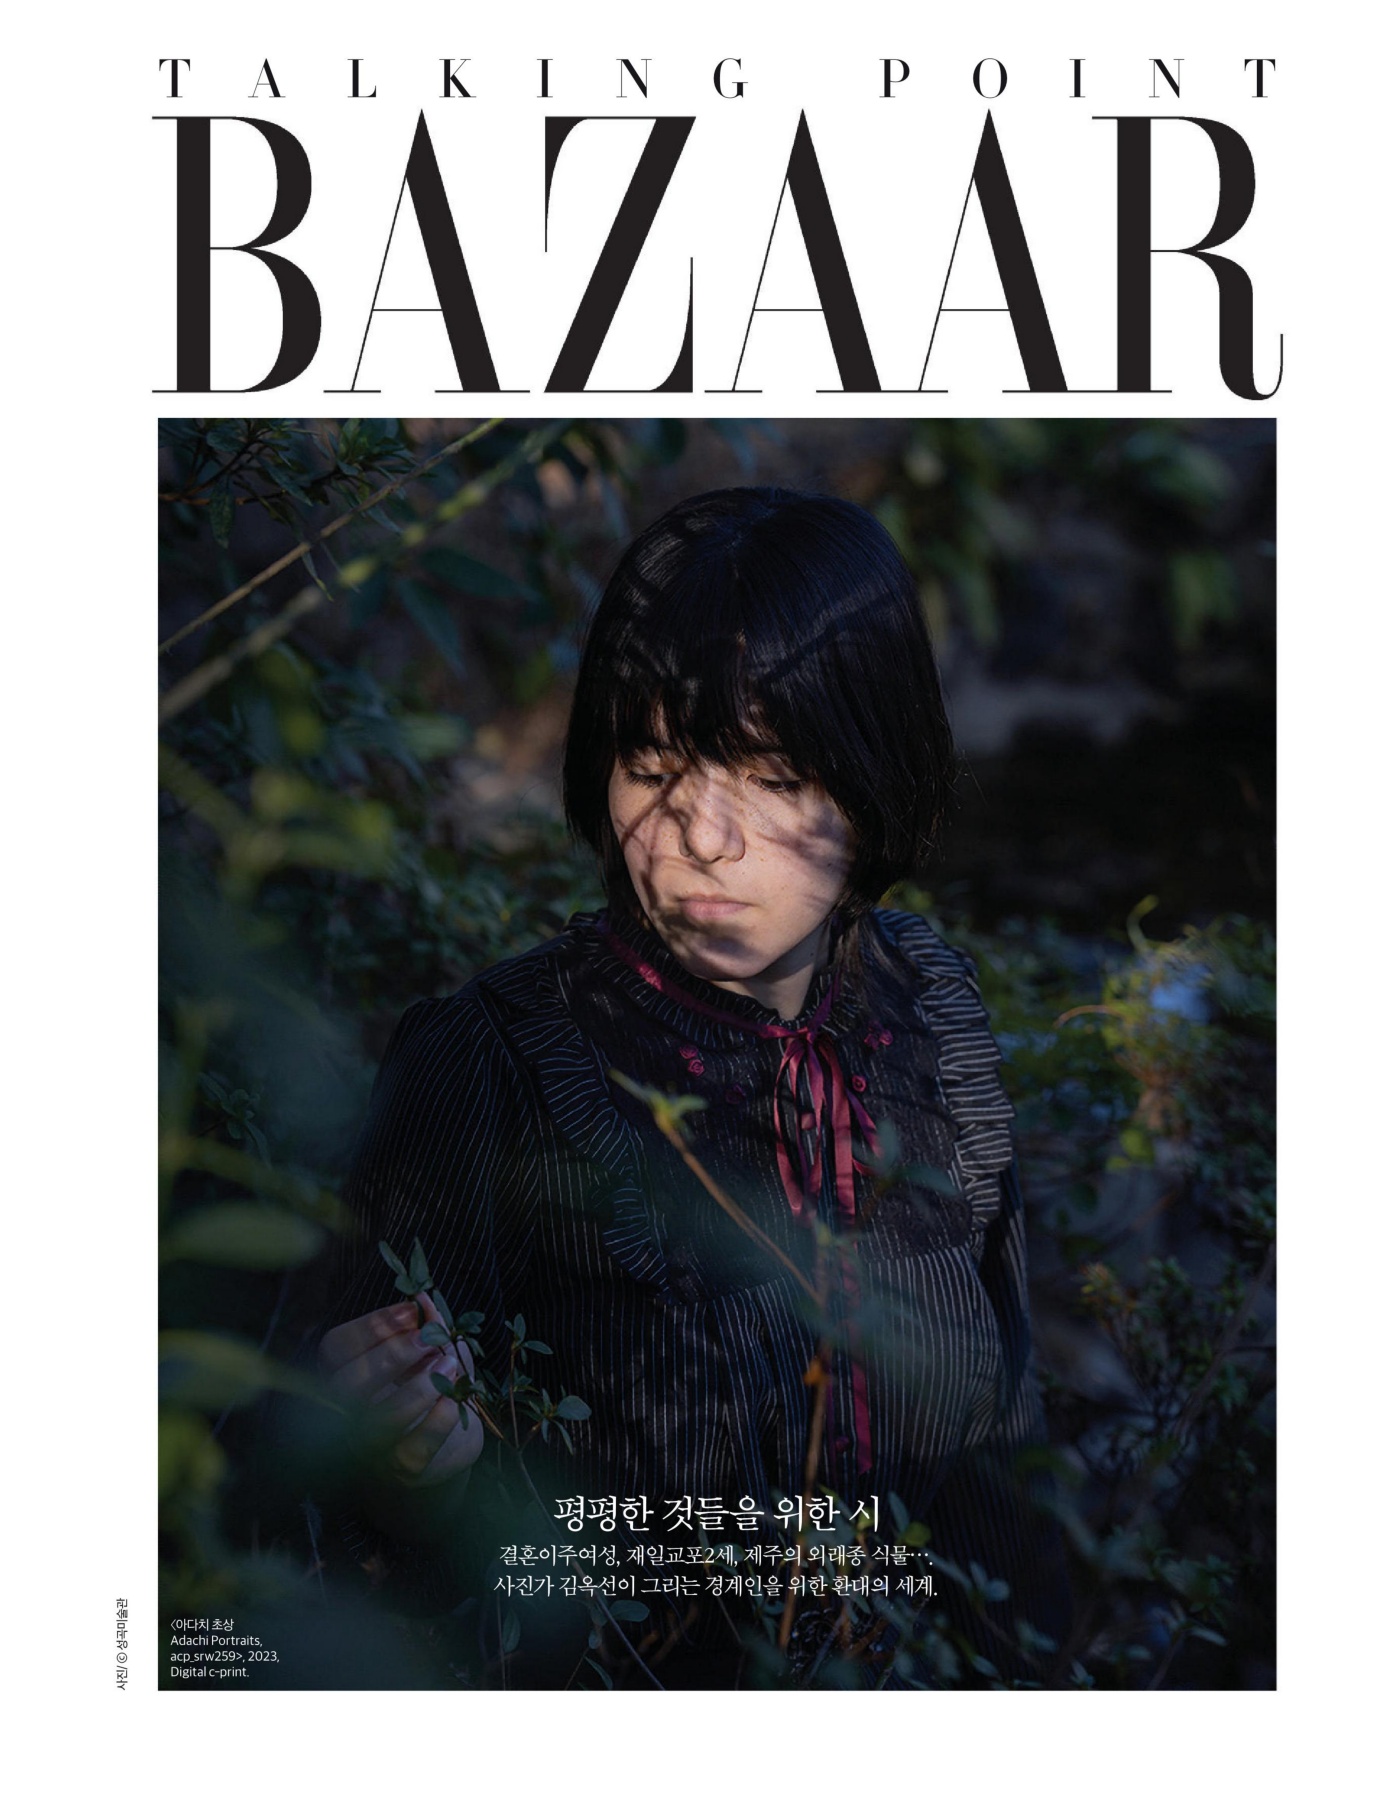 TALKING POINT
BAZAAR
평평한 것들을 위한 시
결혼이주여성, 재일교포2세, 제주의 외래종 식물….
사진가 김옥선이 그리는 경계인을 위한 환대의 세계.
〈아다치 초상
Adachi Portraits,
acp_srw259>, 2023,
Digital c-print.
사진/ © 성곡미술관